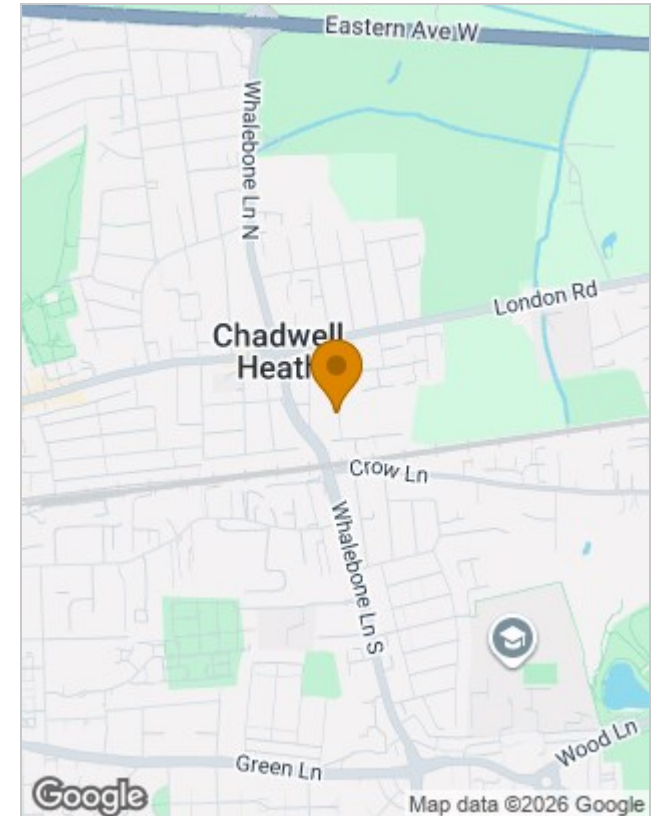 Eastern Ave W
Whalebone Ln N
London Rd
Chadwell
Heath
Crow Ln
Whalebone Ln S
Wood Ln
Green Ln
Google
Map data ©2026 Google